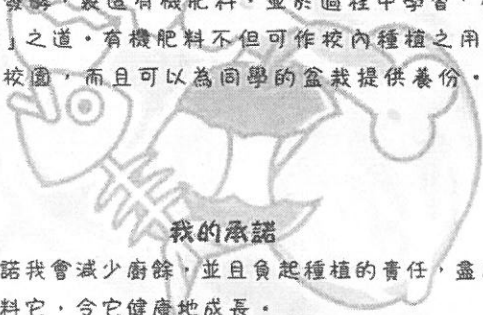 發酵，製造有機肥料，並於過程中學習，
」之道。有機肥料不但可作校內種植之用
校園，而且可以為同學的盆栽提供養份。
我的承諾
諾我會減少廚餘，並且負起種植的責任，盡
料它，令它健康地成長。